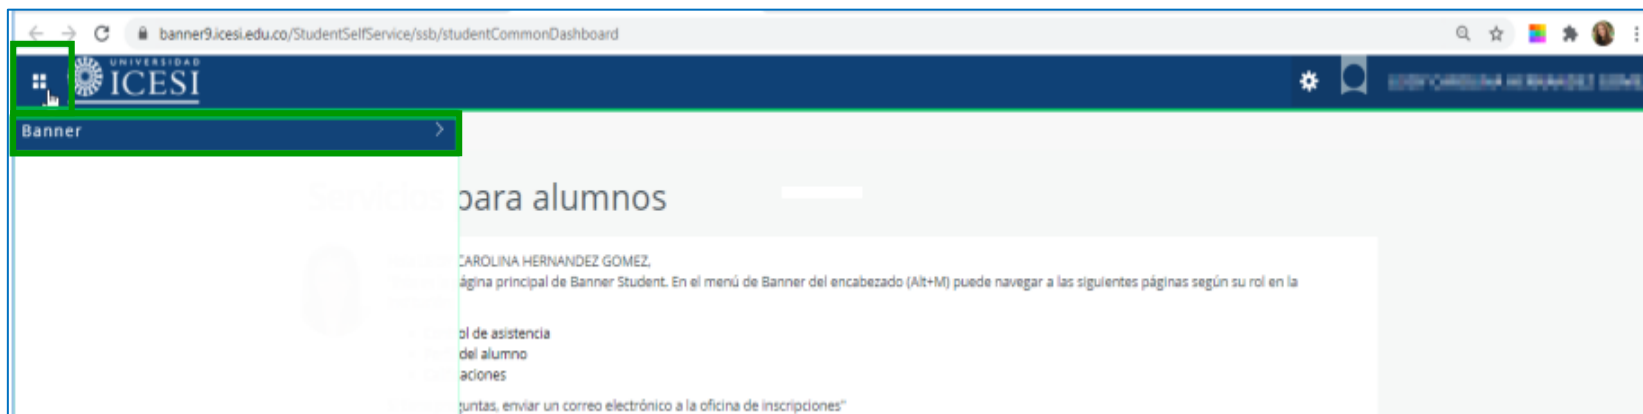 banner9.icesi.edu.co/StudentSelfService/ssb/studentCommonDashboard
UNIVERSIDAD
ICESI
Banner
Servicios para alumnos
CAROLINA HERNANDEZ GOMEZ,
ágina principal de Banner Student. En el menú de Banner del encabezado (Alt+M) puede navegar a las siguientes páginas según su rol en la
ol de asistencia
del alumno
aciones
guntas, enviar un correo electrónico a la oficina de inscripciones"